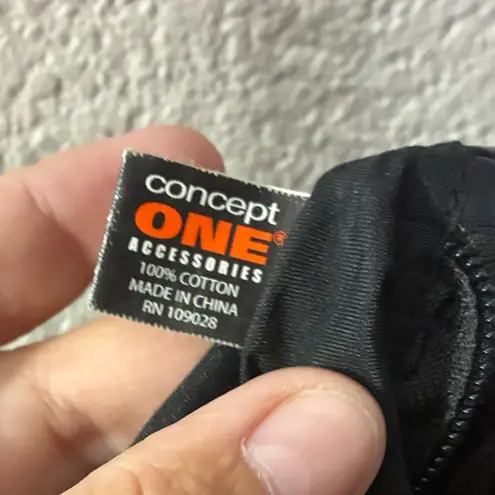 concept
ONE®
ACCESSORIES
100% COTTON
MADE IN CHINA
RN 109028